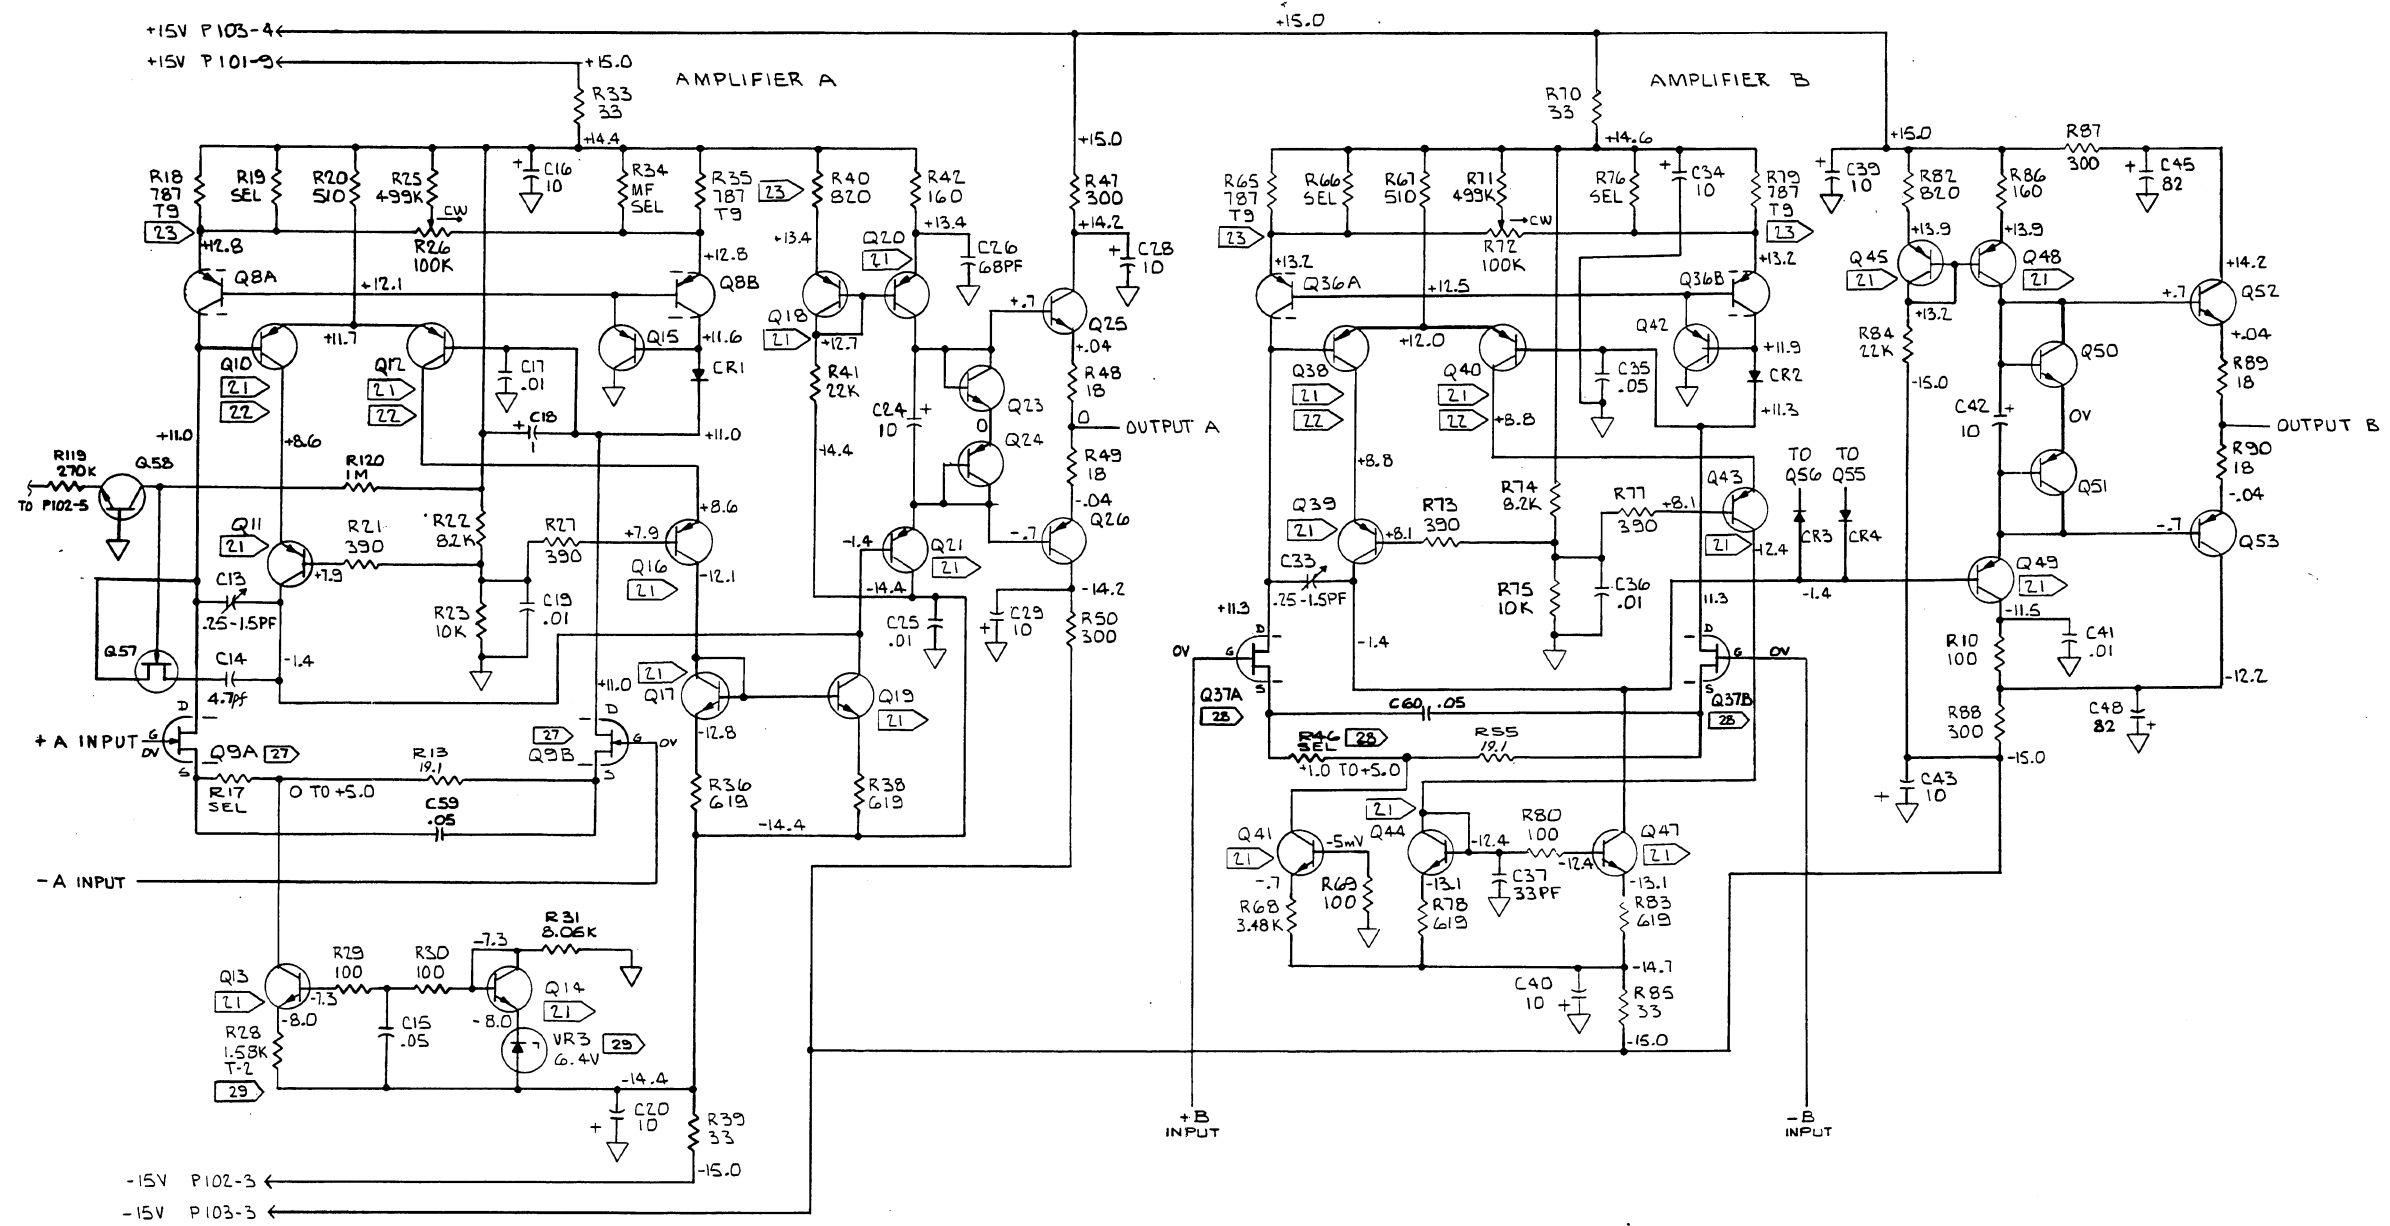 +15V P103-4
+15.0
+15V P101-9
+15.0
AMPLIFIER A
AMPLIFIER B
R33
33
+14.4
R70
33
+14.6
+15.0
+15.0
R87
300
R18
787
T9
23
R19
SEL
R20
510
R25
499K
CW
R26
100K
+ C16
10
R34
MF
SEL
R35
787
T9
23
R40
820
R42
160
R47
300
+14.2
+12.8
+12.8
+13.4
+13.4
Q20
21
C26
68PF
+ C28
10
Q8A
+12.1
Q8B
Q18
21
+12.7
+.7
Q25
+.04
R48
18
+11.7
Q10
21
22
Q12
21
22
C17
.01
Q15
+11.6
CR1
R41
22K
C24
10
+
Q23
0
Q24
0
OUTPUT A
R49
18
-.04
Q26
-.7
+11.0
+8.6
+ C18
1
+11.0
-14.4
R119
270K
TO P102-5
Q58
R120
1M
Q11
21
R21
390
+7.9
R22
8.2K
R27
390
+7.9
+8.6
Q16
21
-12.1
-1.4
Q21
21
-14.4
C13
.25-1.5PF
R23
10K
C19
.01
C25
.01
C29
10
+
-14.2
R50
300
Q57
C14
4.7pf
-1.4
+11.0
21
Q17
Q19
21
-12.8
D
G
S
+ A INPUT
0V
Q9A
27
R17
SEL
0 TO +5.0
R13
19.1
C59
.05
D
G
S
27
Q9B
0V
R36
619
R38
619
-14.4
- A INPUT
R31
8.06K
-7.3
R29
100
R30
100
Q13
21
-7.3
-8.0
Q14
21
-8.0
R28
1.58K
T-2
29
C15
.05
VR3
6.4V
29
-14.4
C20
10
+
R39
33
-15.0
-15V P102-3
-15V P103-3
R65
787
T9
23
R66
SEL
R67
510
R71
499K
CW
R72
100K
R76
SEL
+
C34
10
R79
787
T9
23
+13.2
+13.2
Q36A
+12.5
Q36B
Q42
+12.0
Q38
21
22
Q40
21
22
C35
.05
+11.9
CR2
+11.3
+8.8
+8.8
Q39
21
+8.1
R73
390
R74
8.2K
R77
390
+8.1
Q43
21
-12.4
TO
Q56
TO
Q55
CR3
CR4
-1.4
C33
.25-1.5PF
R75
10K
C36
.01
+11.3
11.3
-1.4
0V
G
D
S
Q37A
28
C60 .05
D
G
S
Q37B
28
0V
R46
SEL
28
+1.0 TO +5.0
R55
19.1
Q41
21
-5mV
-.7
R69
100
R68
3.48K
21
Q44
-12.4
R80
100
-12.4
Q47
21
C37
33PF
-13.1
R78
619
-13.1
R83
619
-14.7
C40
10
+
R85
33
-15.0
+B
INPUT
-B
INPUT
+ C39
10
R82
820
R86
160
+ C45
82
+13.9
+13.9
Q45
21
Q48
21
+13.2
+14.2
+.7
Q52
+.04
R89
18
R84
22K
-15.0
Q50
C42
10
+
0V
Q51
OUTPUT B
R90
18
-.04
-.7
Q53
Q49
21
-11.5
R10
100
C41
.01
-12.2
R88
300
C48
82
+
-15.0
C43
10
+